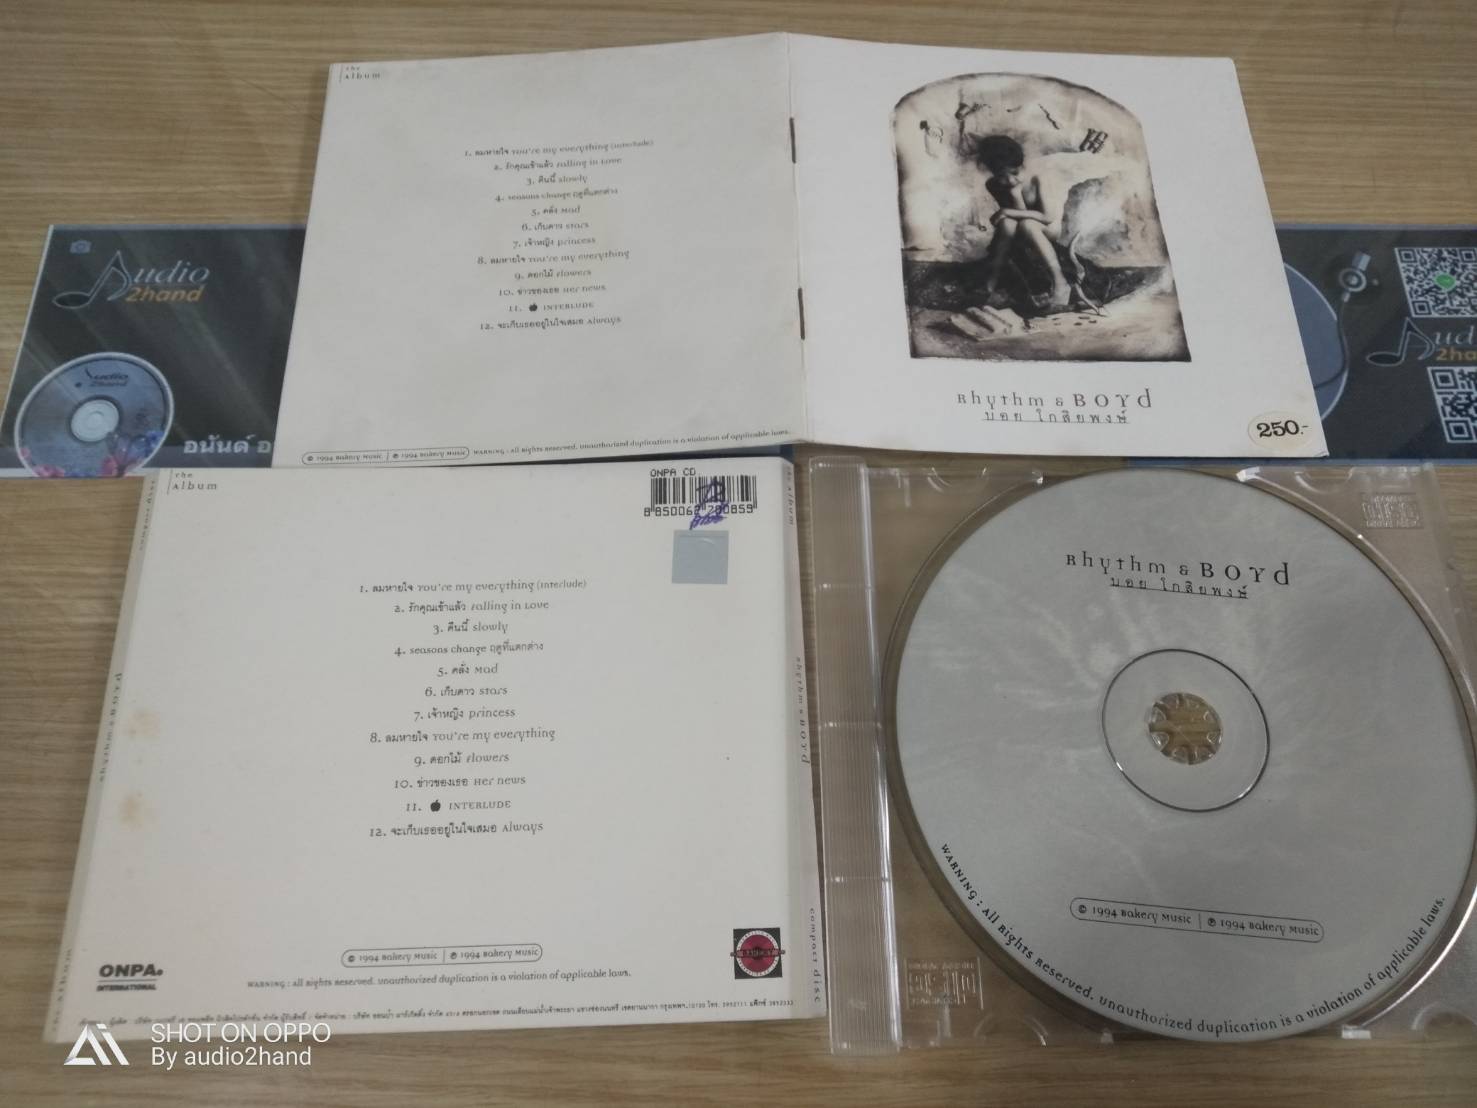 the
Album
1. ลมหายใจ You're my everything (Interlude)
2. รักคุณเข้าแล้ว Falling in Love
3. คืนนี้ Slowly
4. seasons change ฤดูที่แตกต่าง
5. คลั่ง Mad
6. เก็บดาว Stars
7. เจ้าหญิง Princess
8. ลมหายใจ You're my everything
9. ดอกไม้ Flowers
10. ข่าวของเธอ Her news
11. INTERLUDE
12. จะเก็บเธออยู่ในใจเสมอ Always
© 1994 Bakery Music ℗ 1994 Bakery Music WARNING : All Rights Reserved. Unauthorized duplication is a violation of applicable laws.
Rhythm & BOYd
บอย โกสิยพงษ์
250.-
Audio
2hand
Audio
2hand
อนันต์
the
Album
ONPA CD.
1. ลมหายใจ You're my everything (Interlude)
2. รักคุณเข้าแล้ว Falling in Love
3. คืนนี้ Slowly
4. seasons change ฤดูที่แตกต่าง
5. คลั่ง Mad
6. เก็บดาว Stars
7. เจ้าหญิง Princess
8. ลมหายใจ You're my everything
9. ดอกไม้ Flowers
10. ข่าวของเธอ Her news
11. INTERLUDE
12. จะเก็บเธออยู่ในใจเสมอ Always
© 1994 Bakery Music ℗ 1994 Bakery Music
WARNING : All Rights Reserved. Unauthorized duplication is a violation of applicable laws.
ONPA.
INTERNATIONAL
BAKERY
Rhythm & BOYd
compact disc
Rhythm & BOYd
บอย โกสิยพงษ์
© 1994 Bakery Music ℗ 1994 Bakery Music
WARNING : All Rights Reserved. Unauthorized duplication is a violation of applicable laws.
SHOT ON OPPO
By audio2hand